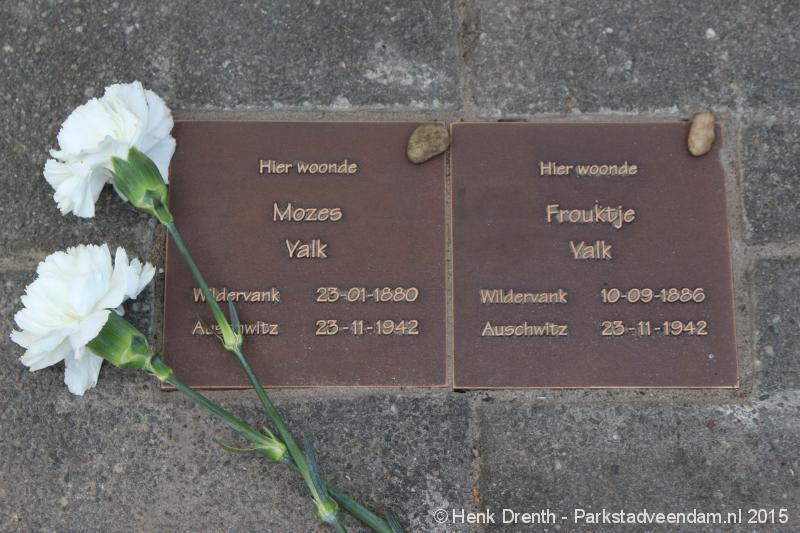 Hier woonde
Mozes
Valk
Wildervank 23-01-1880
Auschwitz 23-11-1942
Hier woonde
Frouktje
Valk
Wildervank 10-09-1886
Auschwitz 23-11-1942
© Henk Drenth - Parkstadveendam.nl 2015